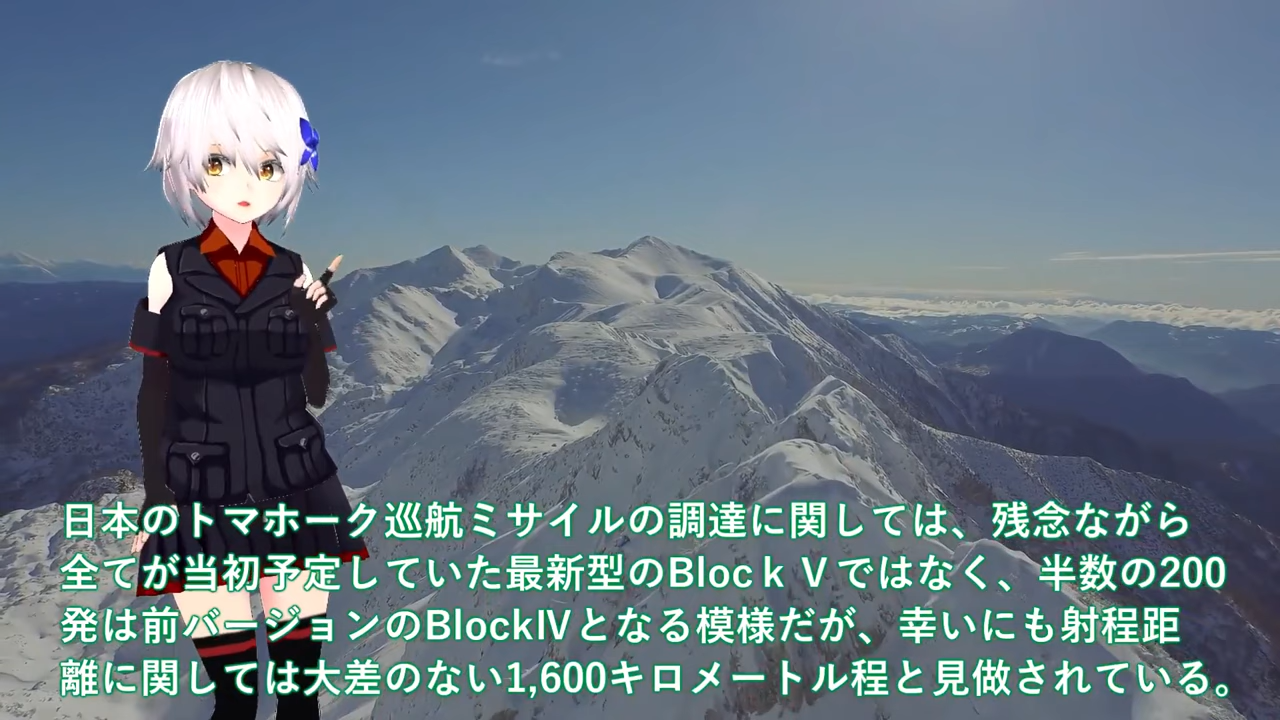 日本のトマホーク巡航ミサイルの調達に関しては、残念ながら
全てが当初予定していた最新型のBlocｋⅤではなく、半数の200
発は前バージョンのBlockⅣとなる模様だが、幸いにも射程距
離に関しては大差のない1,600キロメートル程と見做されている。